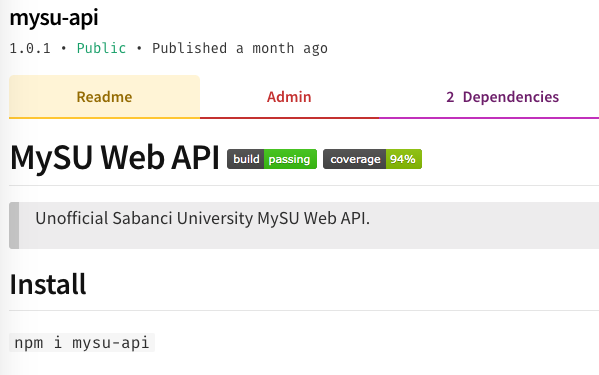 mysu-api
1.0.1 • Public • Published a month ago
Readme Admin 2 Dependencies
MySU Web API build passing coverage 94%
Unofficial Sabanci University MySU Web API.
Install
npm i mysu-api